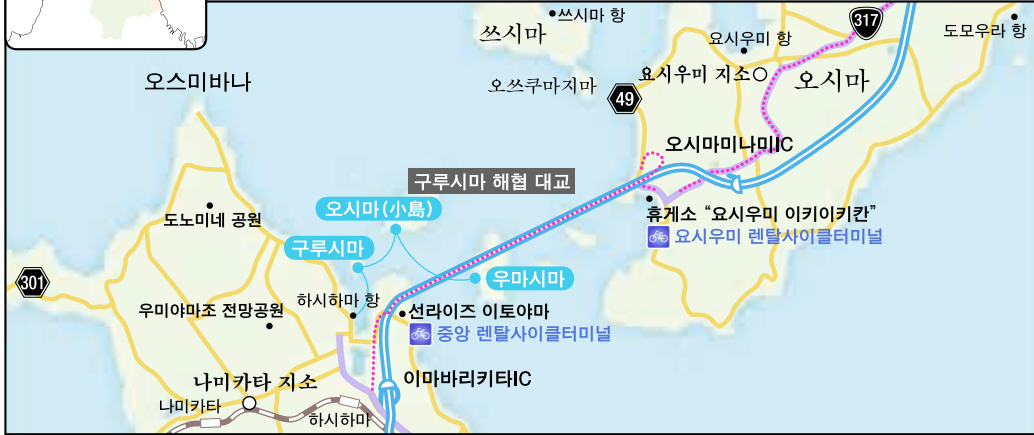 쓰시마 항
317
쓰시마
요시우미 항
도모우라 항
오스미바나
오쓰쿠마지마
요시우미 지소
오시마
49
오시마미나미IC
구루시마 해협 대교
오시마(小島)
휴게소 “요시우미 이키이키칸”
도노미네 공원
요시우미 렌탈사이클터미널
구루시마
우마시마
301
하시하마 항
우미야마조 전망공원
선라이즈 이토야마
중앙 렌탈사이클터미널
나미카타 지소
이마바리키타IC
나미카타
하시하마